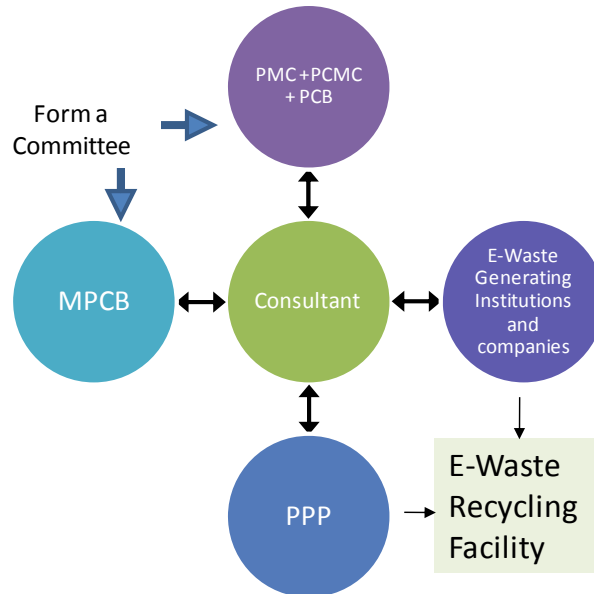 PMC +PCMC
+ PCB
Form a
Committee
MPCB
Consultant
E-Waste
Generating
Institutions
and
companies
PPP
E-Waste
Recycling
Facility